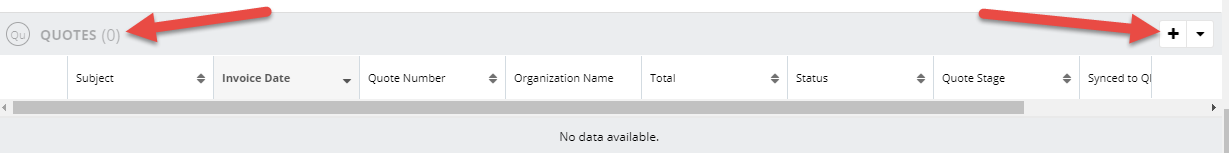 Qu QUOTES (0)
Subject Invoice Date Quote Number Organization Name Total Status Quote Stage Synced to Q
No data available.